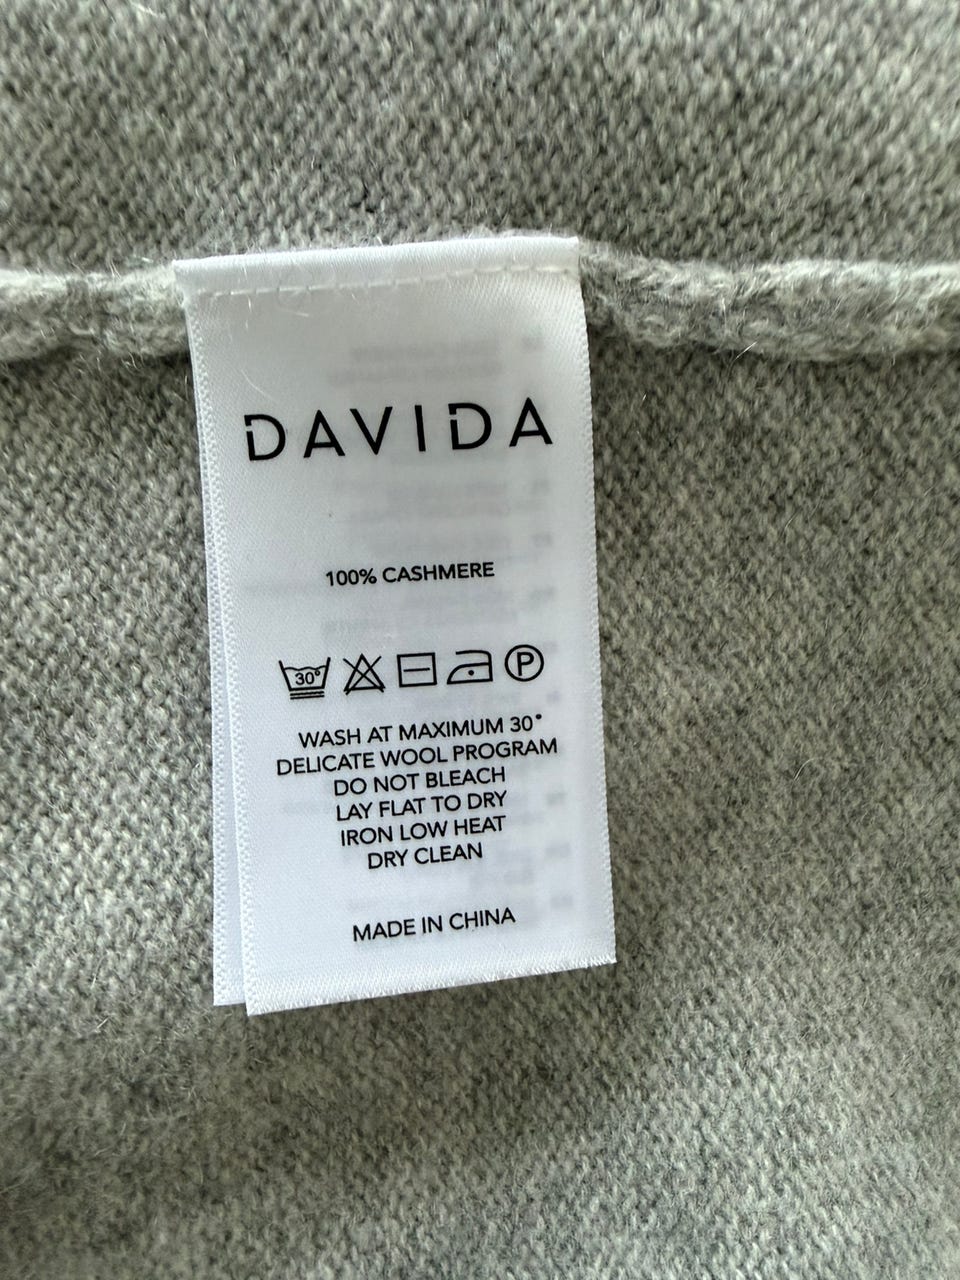 DAVIDA
100% CASHMERE
30° P
WASH AT MAXIMUM 30°
DELICATE WOOL PROGRAM
DO NOT BLEACH
LAY FLAT TO DRY
IRON LOW HEAT
DRY CLEAN
MADE IN CHINA